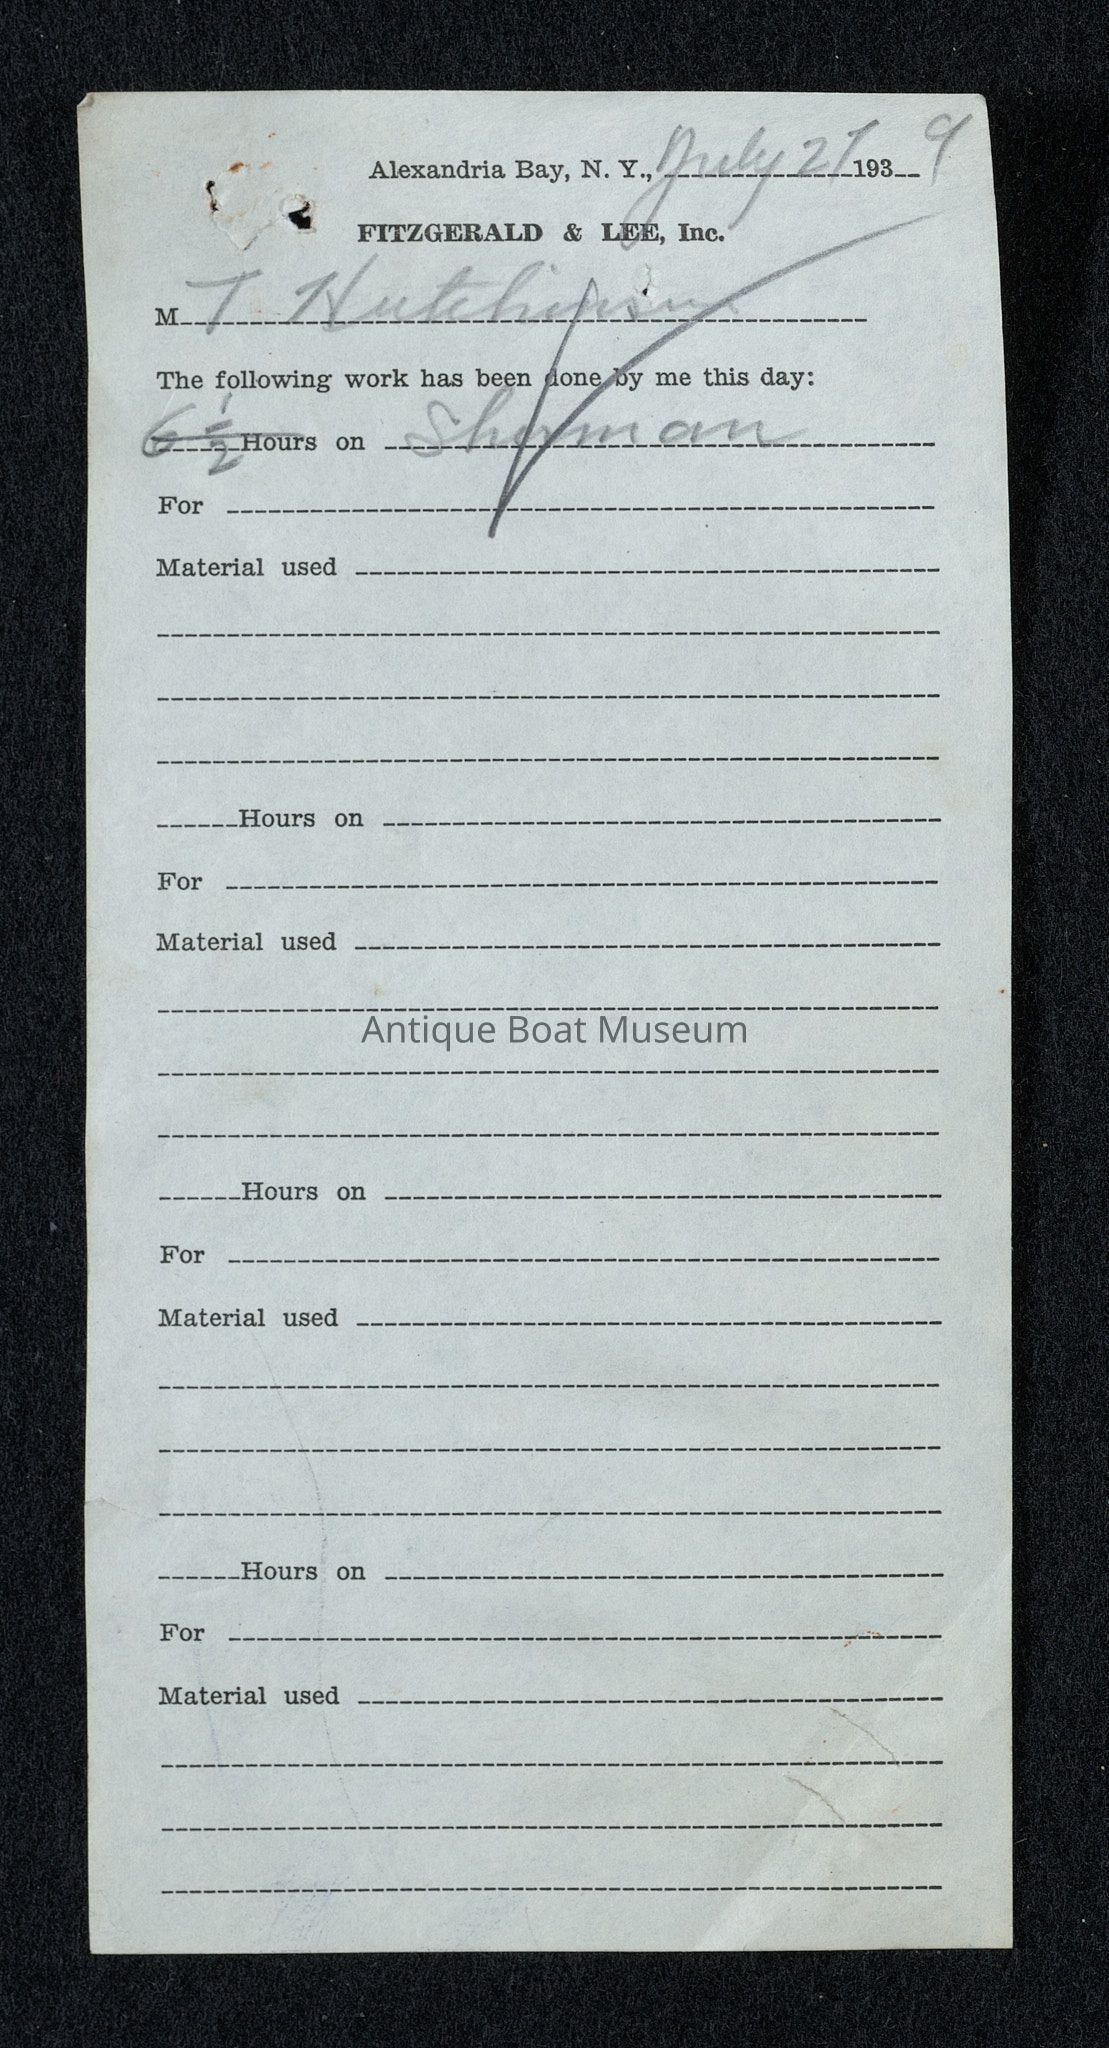 Alexandria Bay, N. Y., July 27 1939
FITZGERALD & LEE, Inc.
M T Hutchinson
The following work has been done by me this day:
6 1/2 Hours on Sherman
For
Material used
Hours on
For
Material used
Antique Boat Museum
Hours on
For
Material used
Hours on
For
Material used